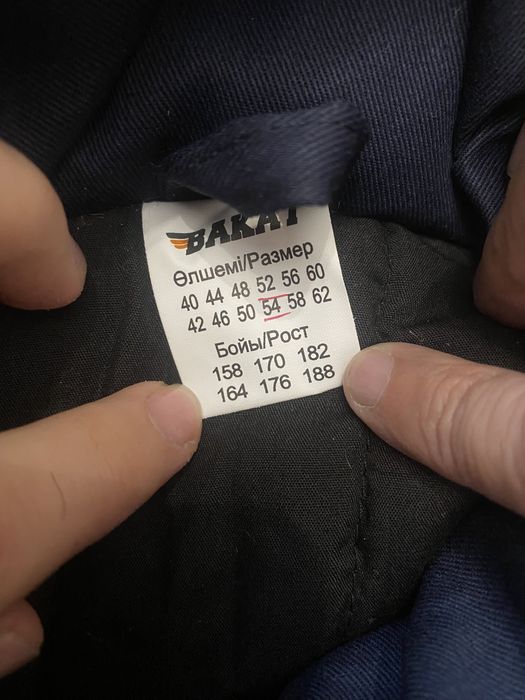 BAKAT
Өлшемі/Размер
40 44 48 52 56 60
42 46 50 54 58 62
Бойы/Рост
158 170 182
164 176 188